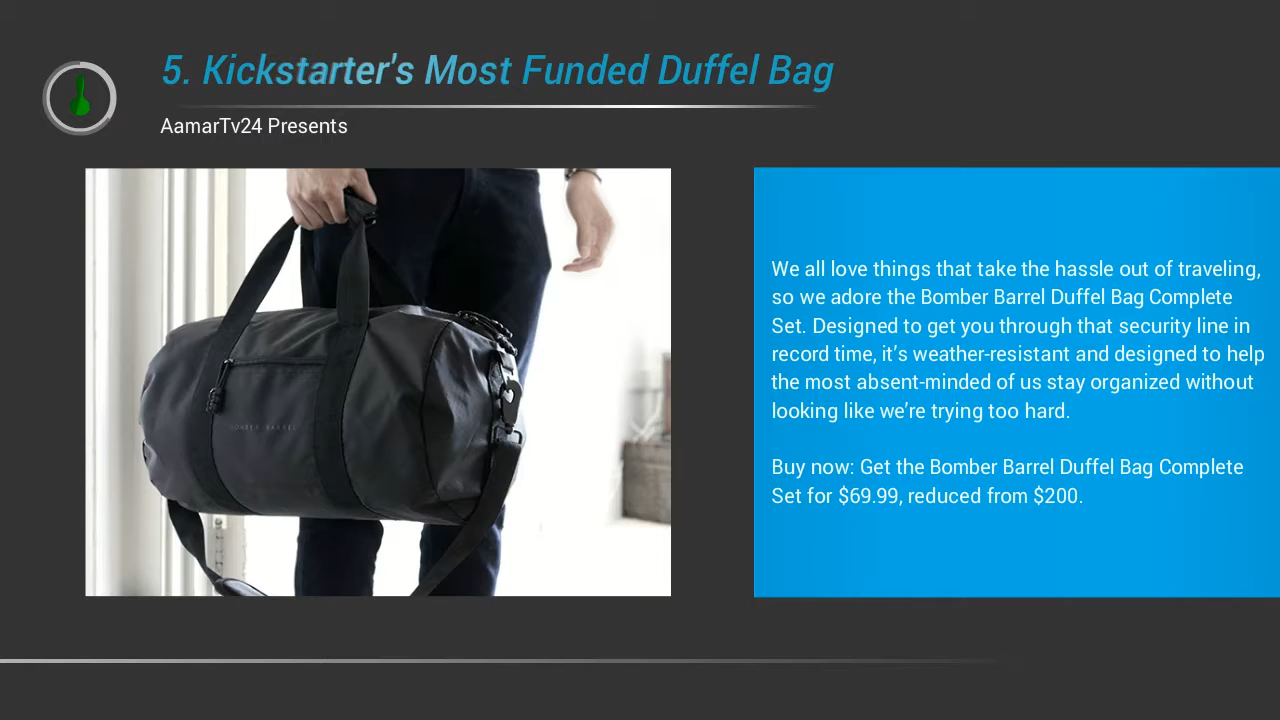 5. Kickstarter's Most Funded Duffel Bag
AamarTv24 Presents
BOMBER BARREL
We all love things that take the hassle out of traveling,
so we adore the Bomber Barrel Duffel Bag Complete
Set. Designed to get you through that security line in
record time, it’s weather-resistant and designed to help
the most absent-minded of us stay organized without
looking like we’re trying too hard.
Buy now: Get the Bomber Barrel Duffel Bag Complete
Set for $69.99, reduced from $200.